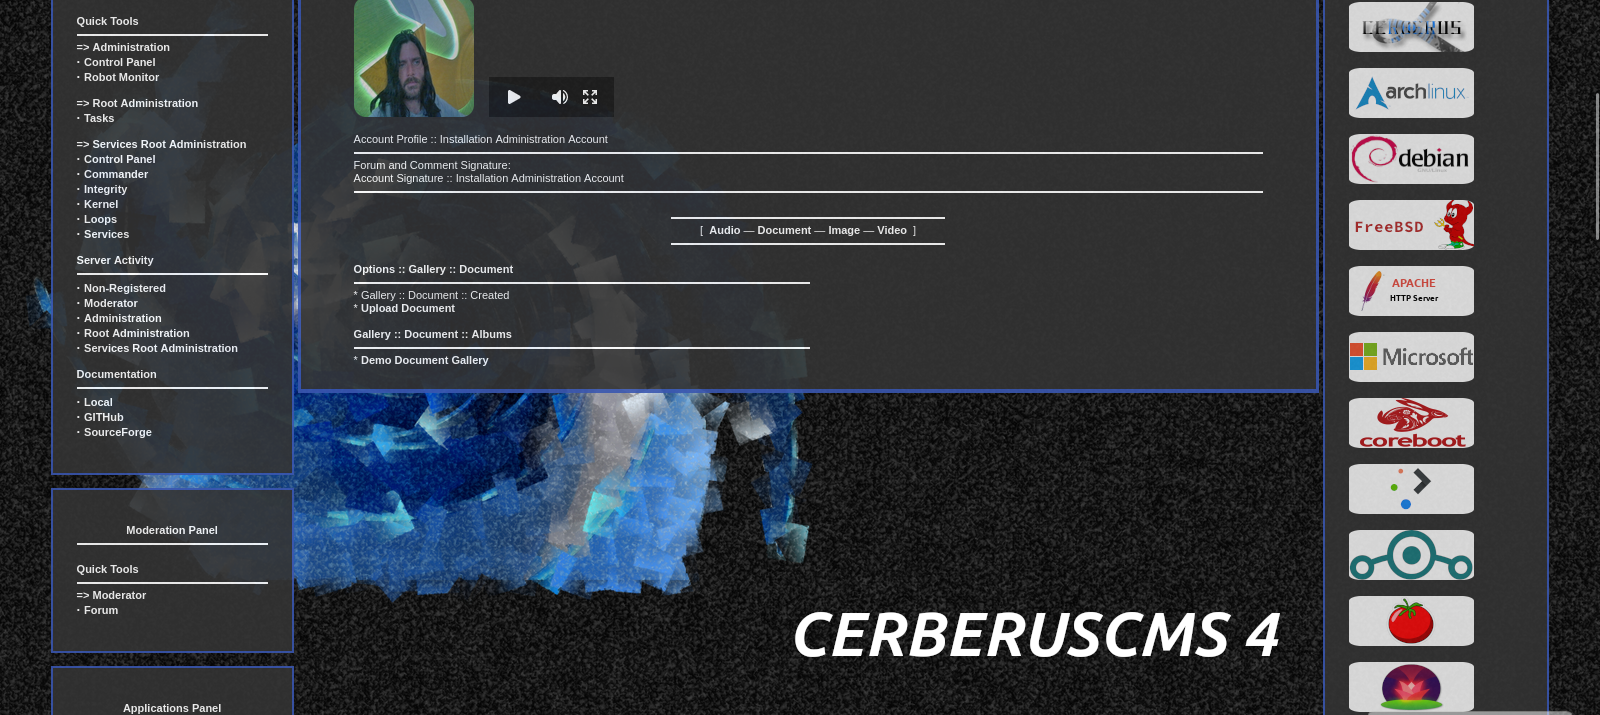 Quick Tools
=> Administration
· Control Panel
· Robot Monitor
=> Root Administration
· Tasks
=> Services Root Administration
· Control Panel
· Commander
· Integrity
· Kernel
· Loops
· Services
Server Activity
· Non-Registered
· Moderator
· Administration
· Root Administration
· Services Root Administration
Documentation
· Local
· GITHub
· SourceForge
Moderation Panel
Quick Tools
=> Moderator
· Forum
Applications Panel
Account Profile :: Installation Administration Account
Forum and Comment Signature:
Account Signature :: Installation Administration Account
[ Audio — Document — Image — Video ]
Options :: Gallery :: Document
* Gallery :: Document :: Created
* Upload Document
Gallery :: Document :: Albums
* Demo Document Gallery
CERBERUSCMS 4
CERBERUS
archlinux
debian
FreeBSD
APACHE
HTTP Server
Microsoft
coreboot